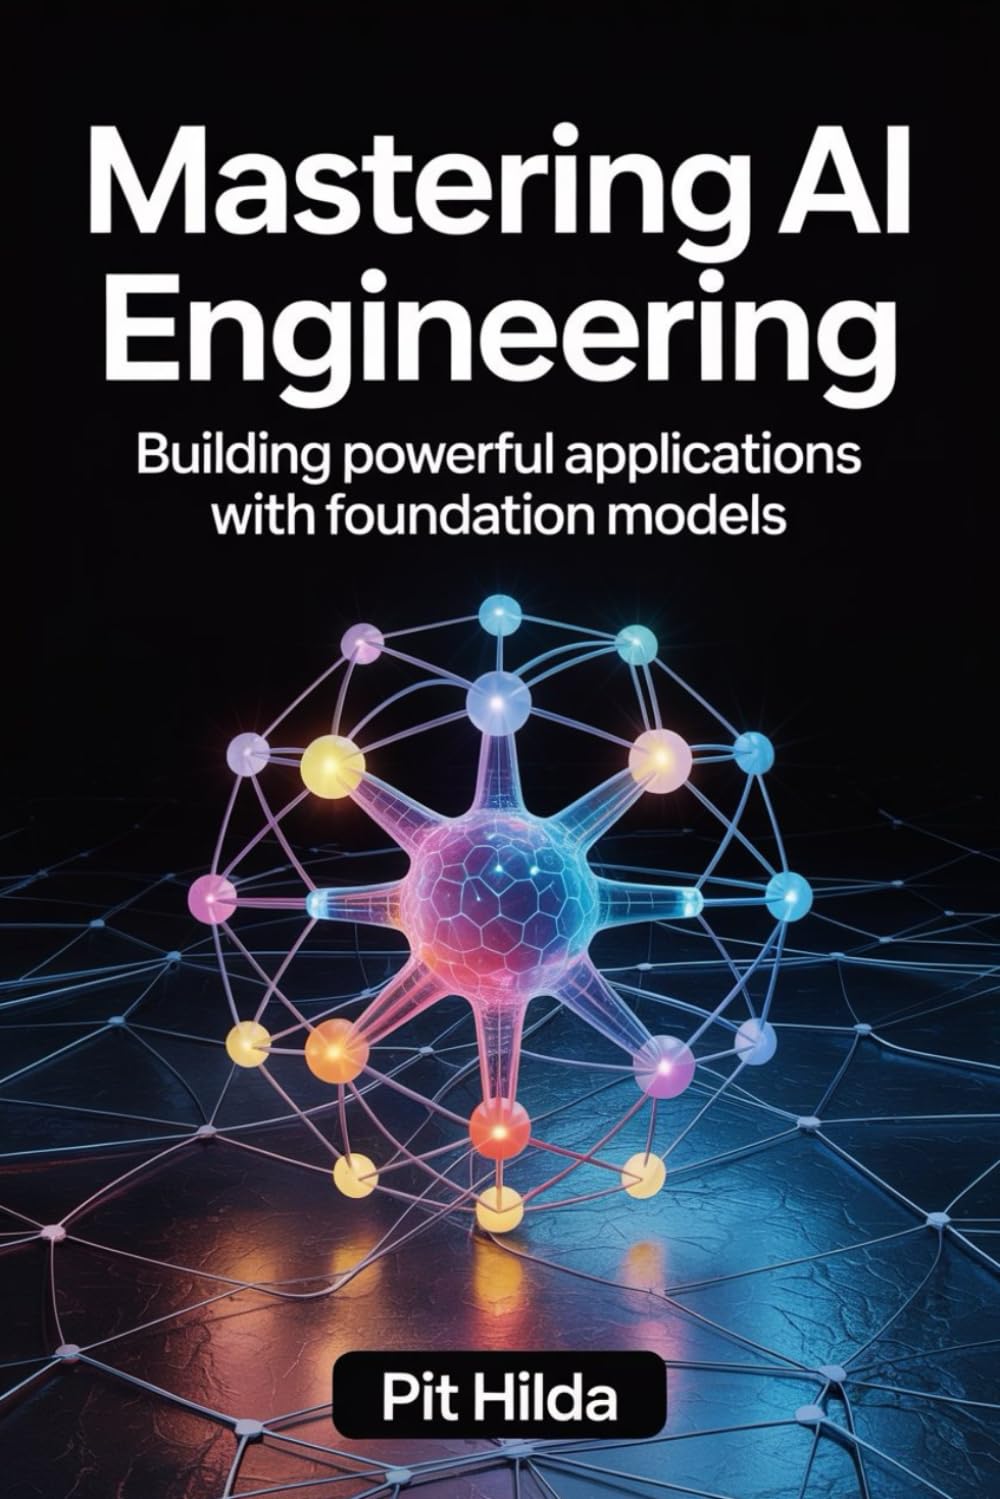 Mastering AI
Engineering
Building powerful applications
with foundation models
Pit Hilda